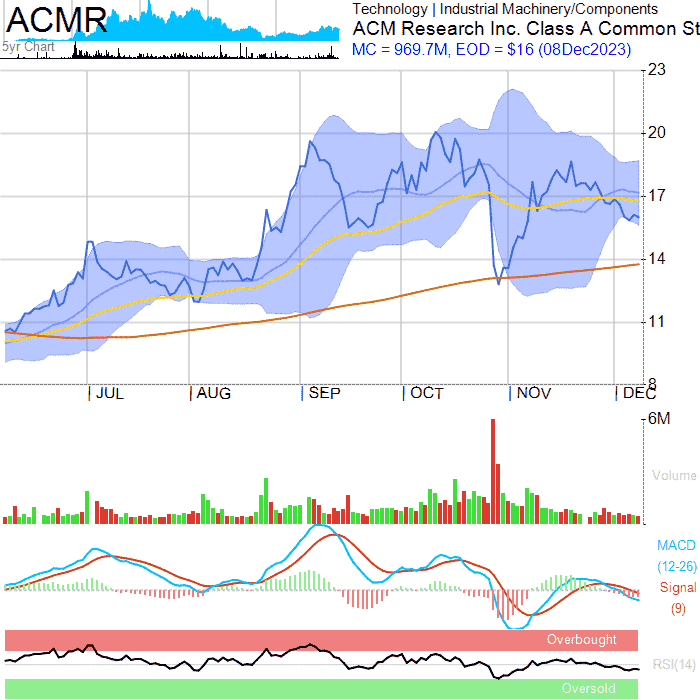 ACMR
5yr Chart
Technology | Industrial Machinery/Components
ACM Research Inc. Class A Common St
MC = 969.7M, EOD = $16 (08Dec2023)
23
20
17
14
11
8
JUL AUG SEP OCT NOV DEC
6M
Volume
MACD
(12-26)
Signal
(9)
Overbought
RSI(14)
Oversold